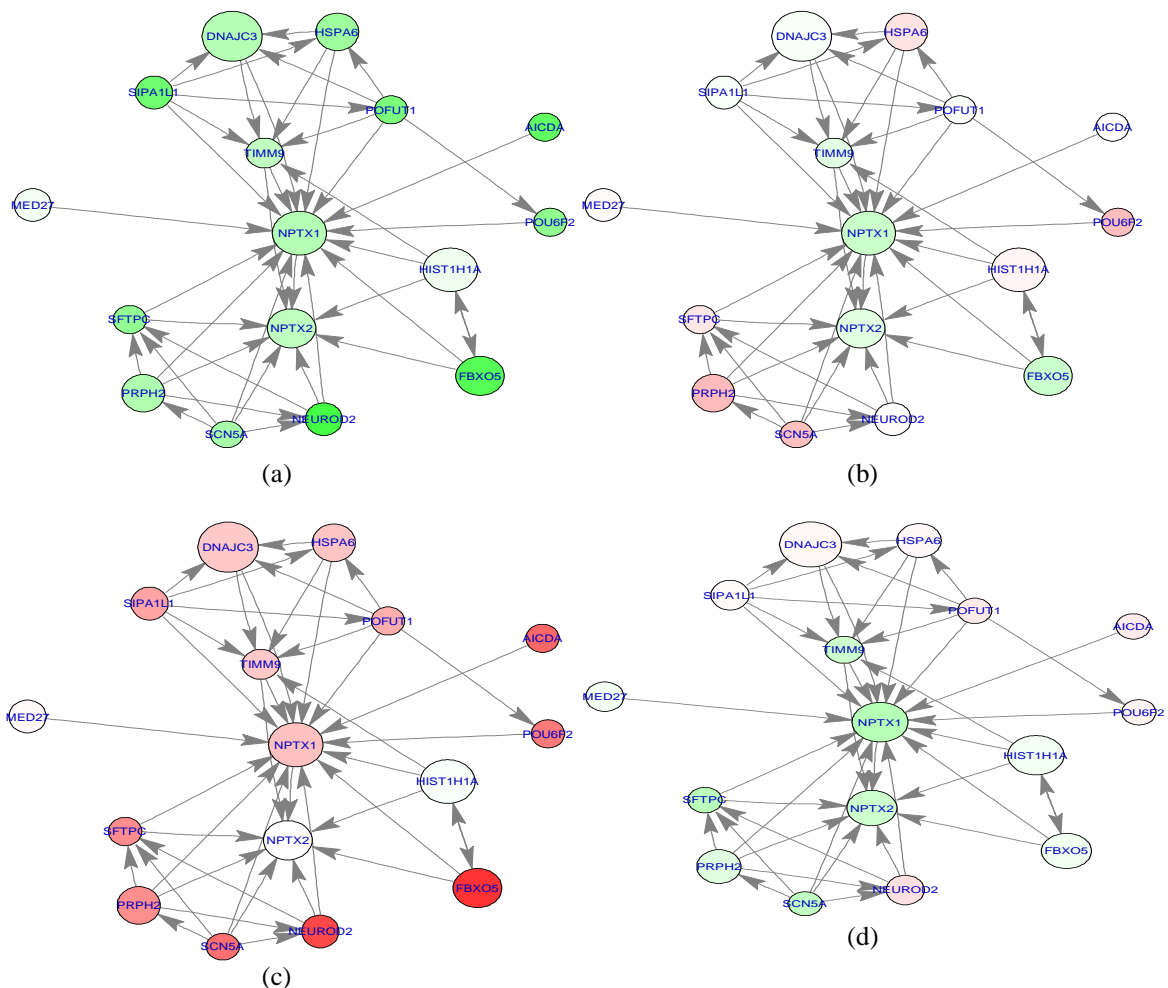 DNAJC3
HSPA6
SIPA1L1
POFUT1
AICDA
TIMM9
MED27
POU6F2
NPTX1
HIST1H1A
SFTPC
NPTX2
FBXO5
PRPH2
NEUROD2
SCN5A
(a)
DNAJC3
HSPA6
SIPA1L1
POFUT1
AICDA
TIMM9
MED27
POU6F2
NPTX1
HIST1H1A
SFTPC
NPTX2
FBXO5
PRPH2
NEUROD2
SCN5A
(b)
DNAJC3
HSPA6
SIPA1L1
POFUT1
AICDA
TIMM9
MED27
POU6F2
NPTX1
HIST1H1A
SFTPC
NPTX2
FBXO5
PRPH2
NEUROD2
SCN5A
(c)
DNAJC3
HSPA6
SIPA1L1
POFUT1
AICDA
TIMM9
MED27
POU6F2
NPTX1
HIST1H1A
SFTPC
NPTX2
FBXO5
PRPH2
NEUROD2
SCN5A
(d)